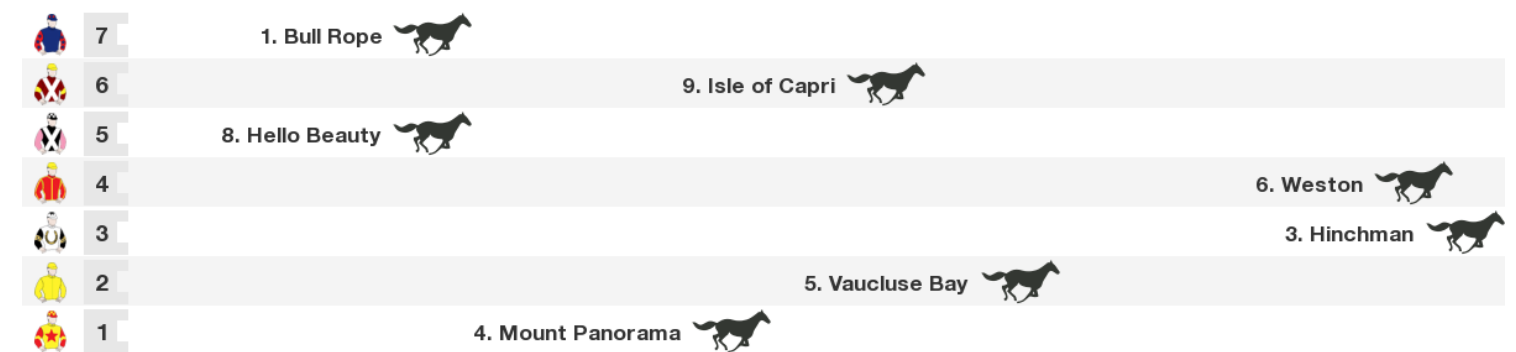 7 1. Bull Rope
6 9. Isle of Capri
5 8. Hello Beauty
4 6. Weston
3 3. Hinchman
2 5. Vaucluse Bay
1 4. Mount Panorama